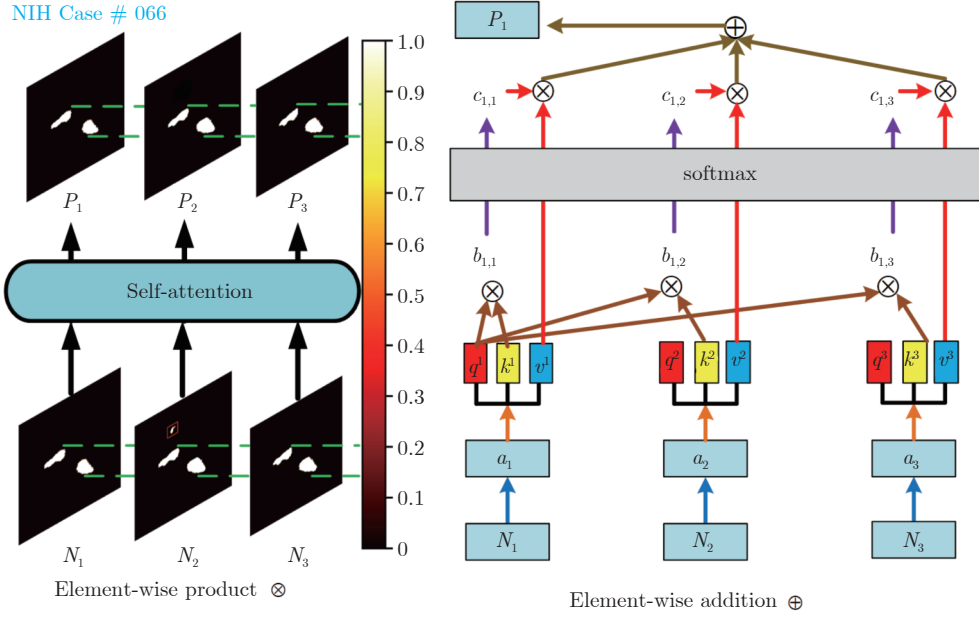 NIH Case # 066
P₁ P₂ P₃
Self-attention
N₁ N₂ N₃
Element-wise product ⊗
1.0
0.9
0.8
0.7
0.6
0.5
0.4
0.3
0.2
0.1
0
P₁
⊕
c₁,₁ ⊗ c₁,₂ ⊗ c₁,₃ ⊗
softmax
b₁,₁ b₁,₂ b₁,₃
⊗ ⊗ ⊗
q¹ k¹ v¹ q² k² v² q³ k³ v³
a₁ a₂ a₃
N₁ N₂ N₃
Element-wise addition ⊕